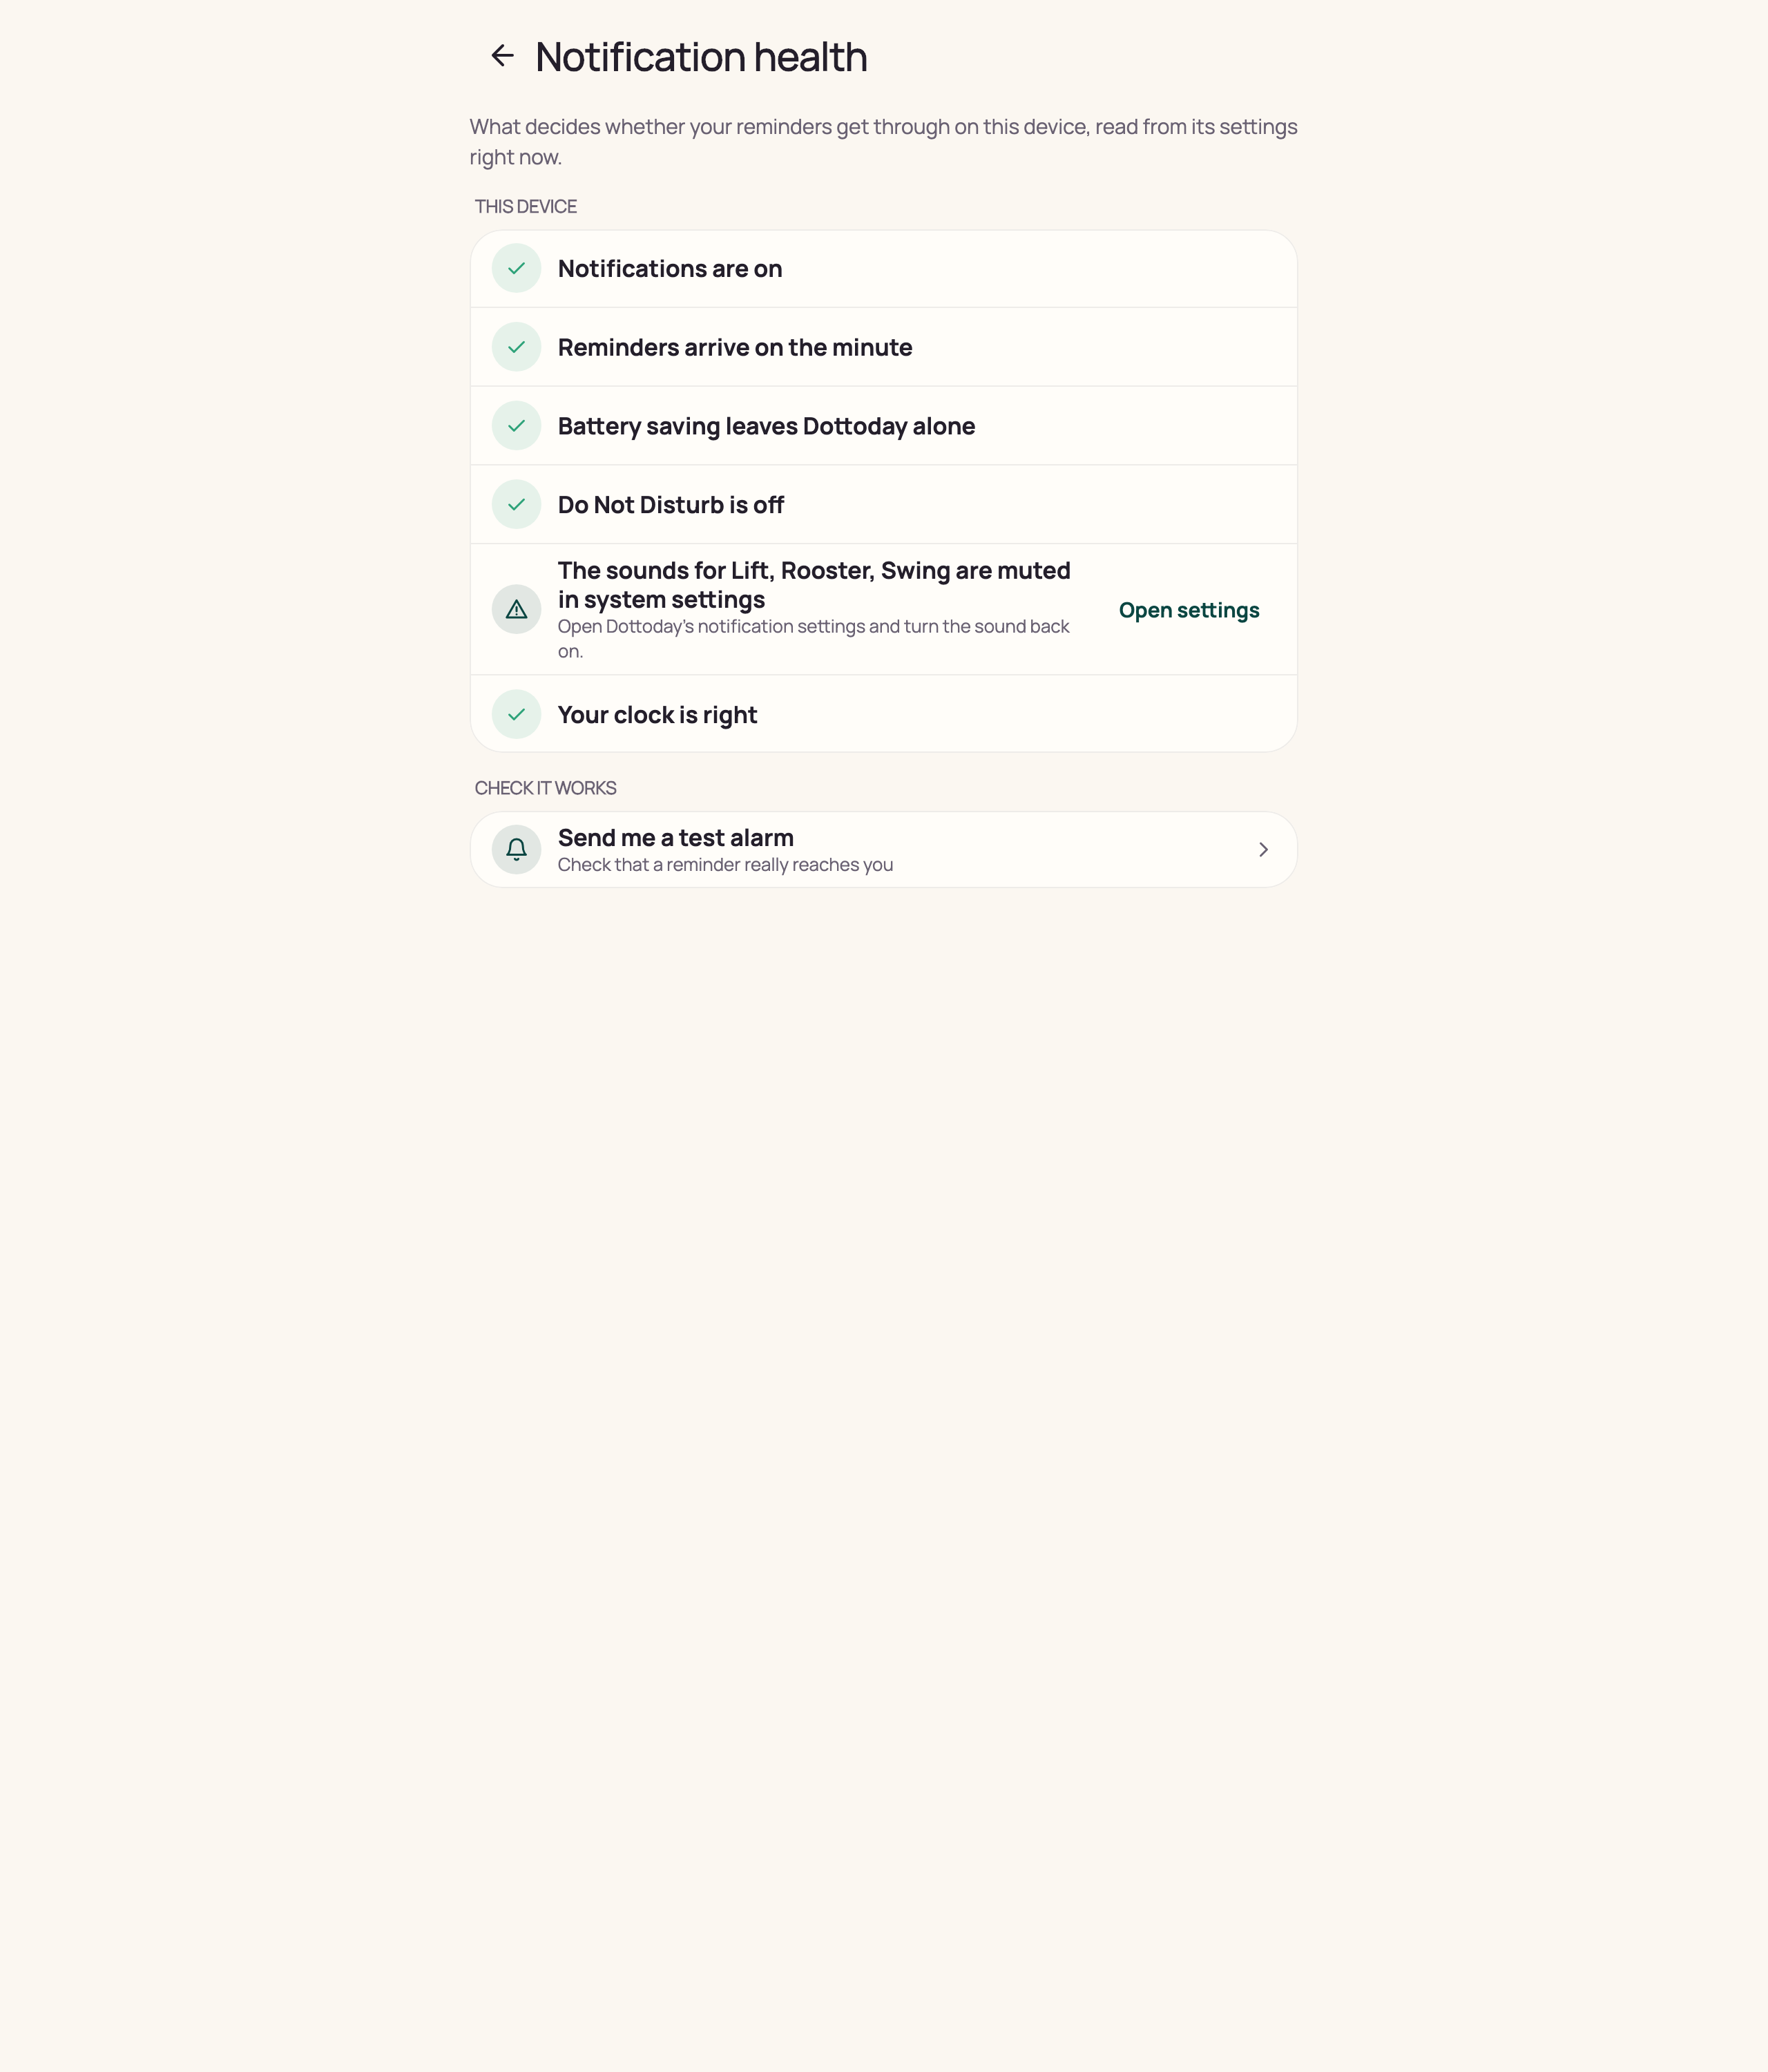 Notification health
What decides whether your reminders get through on this device, read from its settings
right now.
THIS DEVICE
Notifications are on
Reminders arrive on the minute
Battery saving leaves Dottoday alone
Do Not Disturb is off
The sounds for Lift, Rooster, Swing are muted
in system settings
Open Dottoday's notification settings and turn the sound back
on.
Open settings
Your clock is right
CHECK IT WORKS
Send me a test alarm
Check that a reminder really reaches you